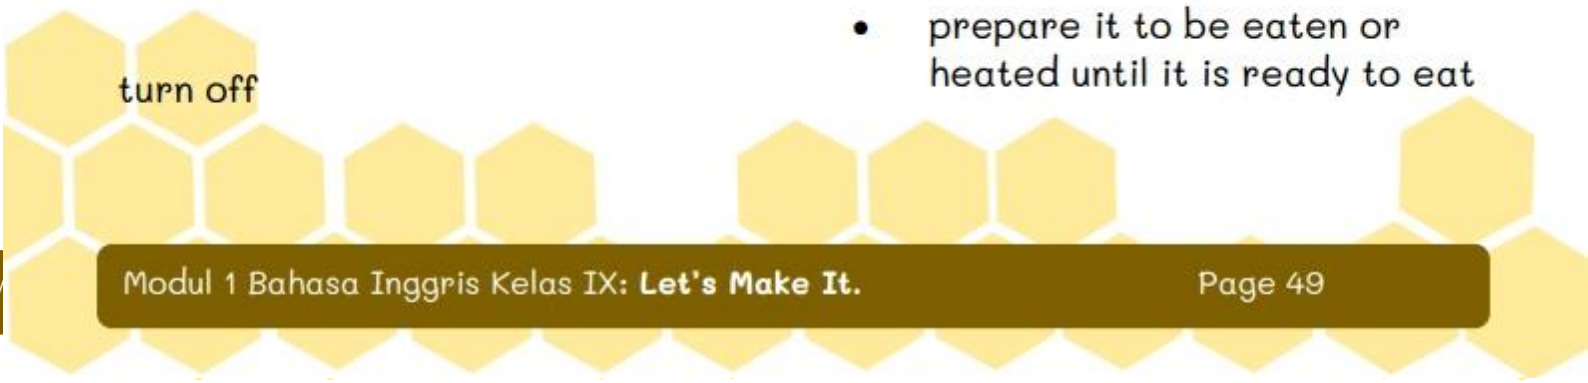 • prepare it to be eaten or
heated until it is ready to eat
turn off
Modul 1 Bahasa Inggris Kelas IX: Let's Make It. Page 49